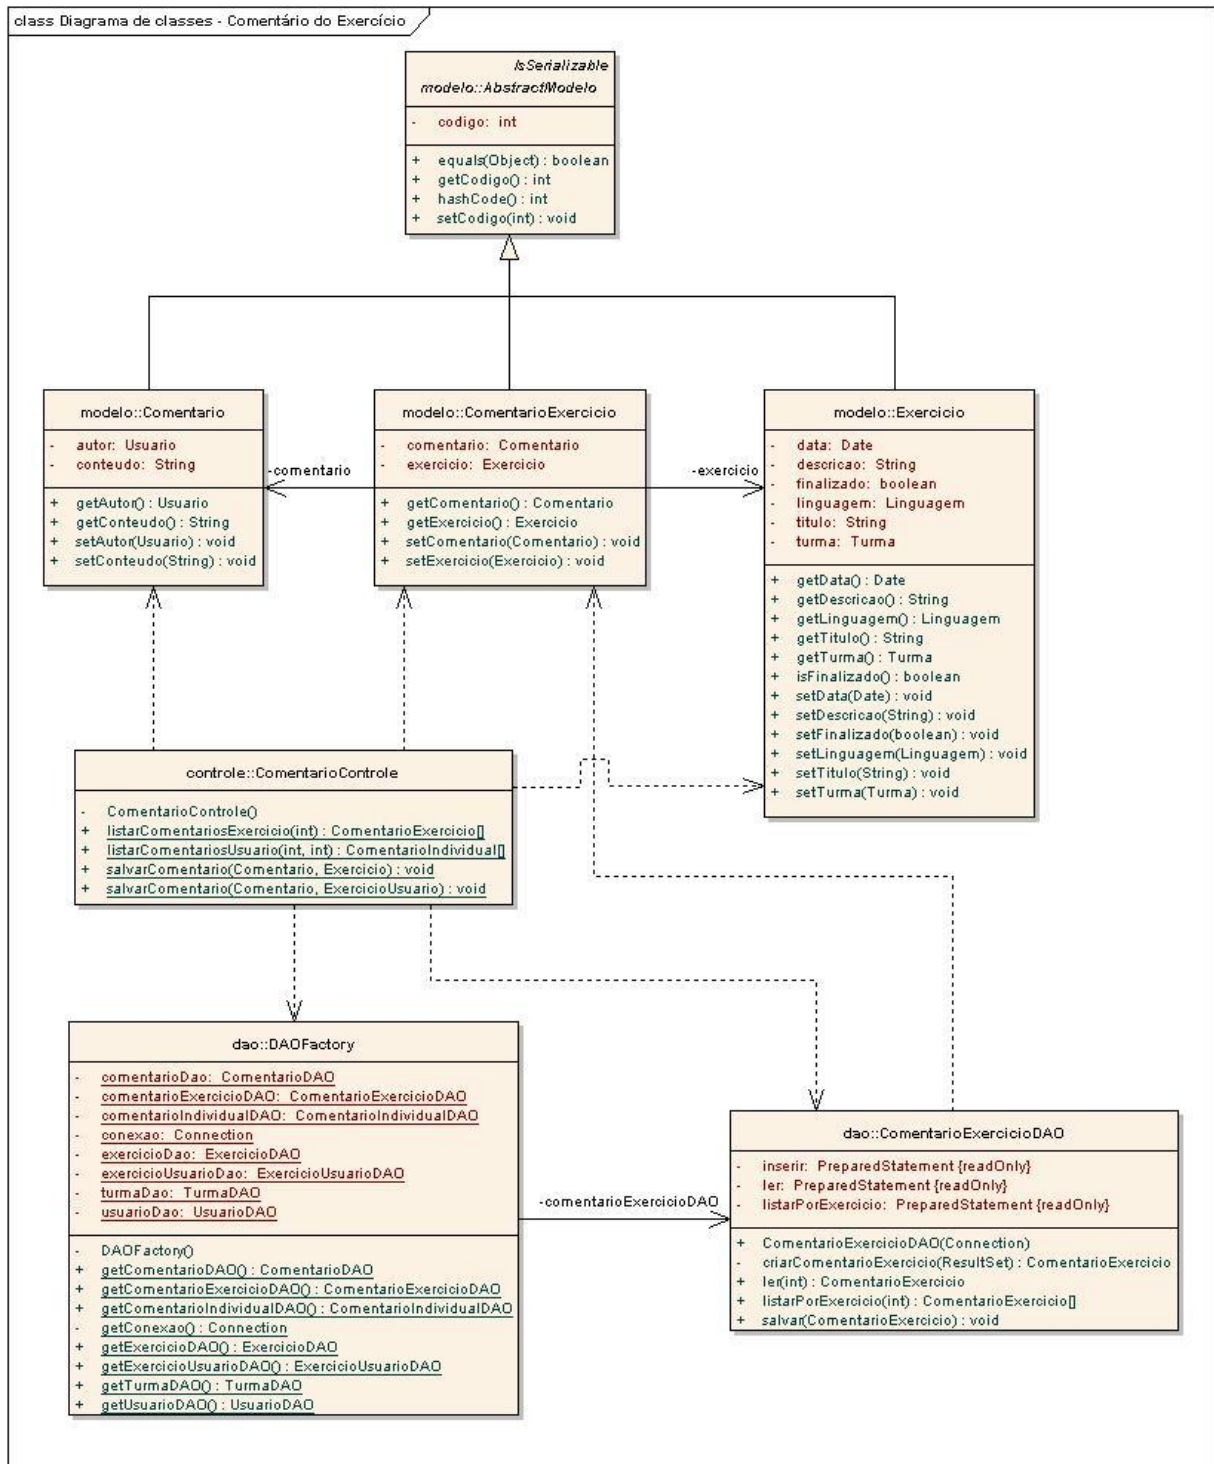 class Diagrama de classes - Comentário do Exercício
IsSerializable
modelo::AbstractModelo
- codigo: int
+ equals(Object) : boolean
+ getCodigo() : int
+ hashCode() : int
+ setCodigo(int) : void
modelo::Comentario
- autor: Usuario
- conteudo: String
+ getAutor() : Usuario
+ getConteudo() : String
+ setAutor(Usuario) : void
+ setConteudo(String) : void
-comentario
modelo::ComentarioExercicio
- comentario: Comentario
- exercicio: Exercicio
+ getComentario() : Comentario
+ getExercicio() : Exercicio
+ setComentario(Comentario) : void
+ setExercicio(Exercicio) : void
-exercicio
modelo::Exercicio
- data: Date
- descricao: String
- finalizado: boolean
- linguagem: Linguagem
- titulo: String
- turma: Turma
+ getData() : Date
+ getDescricao() : String
+ getLinguagem() : Linguagem
+ getTitulo() : String
+ getTurma() : Turma
+ isFinalizado() : boolean
+ setData(Date) : void
+ setDescricao(String) : void
+ setFinalizado(boolean) : void
+ setLinguagem(Linguagem) : void
+ setTitulo(String) : void
+ setTurma(Turma) : void
controle::ComentarioControle
- ComentarioControle()
+ listarComentariosExercicio(int) : ComentarioExercicio[]
+ listarComentariosUsuario(int, int) : ComentarioIndividual[]
+ salvarComentario(Comentario, Exercicio) : void
+ salvarComentario(Comentario, ExercicioUsuario) : void
dao::DAOFactory
- comentarioDao: ComentarioDAO
- comentarioExercicioDAO: ComentarioExercicioDAO
- comentarioIndividualDAO: ComentarioIndividualDAO
- conexao: Connection
- exercicioDao: ExercicioDAO
- exercicioUsuarioDao: ExercicioUsuarioDAO
- turmaDao: TurmaDAO
- usuarioDao: UsuarioDAO
- DAOFactory()
+ getComentarioDAO() : ComentarioDAO
+ getComentarioExercicioDAO() : ComentarioExercicioDAO
+ getComentarioIndividualDAO() : ComentarioIndividualDAO
- getConexao() : Connection
+ getExercicioDAO() : ExercicioDAO
+ getExercicioUsuarioDAO() : ExercicioUsuarioDAO
+ getTurmaDAO() : TurmaDAO
+ getUsuarioDAO() : UsuarioDAO
-comentarioExercicioDAO
dao::ComentarioExercicioDAO
- inserir: PreparedStatement {readOnly}
- ler: PreparedStatement {readOnly}
- listarPorExercicio: PreparedStatement {readOnly}
+ ComentarioExercicioDAO(Connection)
- criarComentarioExercicio(ResultSet) : ComentarioExercicio
+ ler(int) : ComentarioExercicio
+ listarPorExercicio(int) : ComentarioExercicio[]
+ salvar(ComentarioExercicio) : void